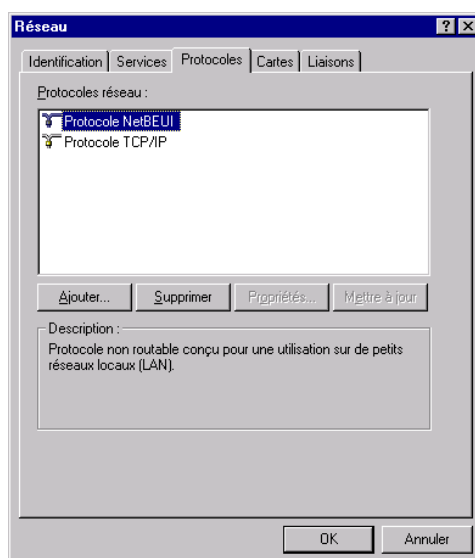 Réseau
Identification Services Protocoles Cartes Liaisons
Protocoles réseau :
Protocole NetBEUI
Protocole TCP/IP
Ajouter... Supprimer Propriétés... Mettre à jour
Description :
Protocole non routable conçu pour une utilisation sur de petits
réseaux locaux (LAN).
OK Annuler